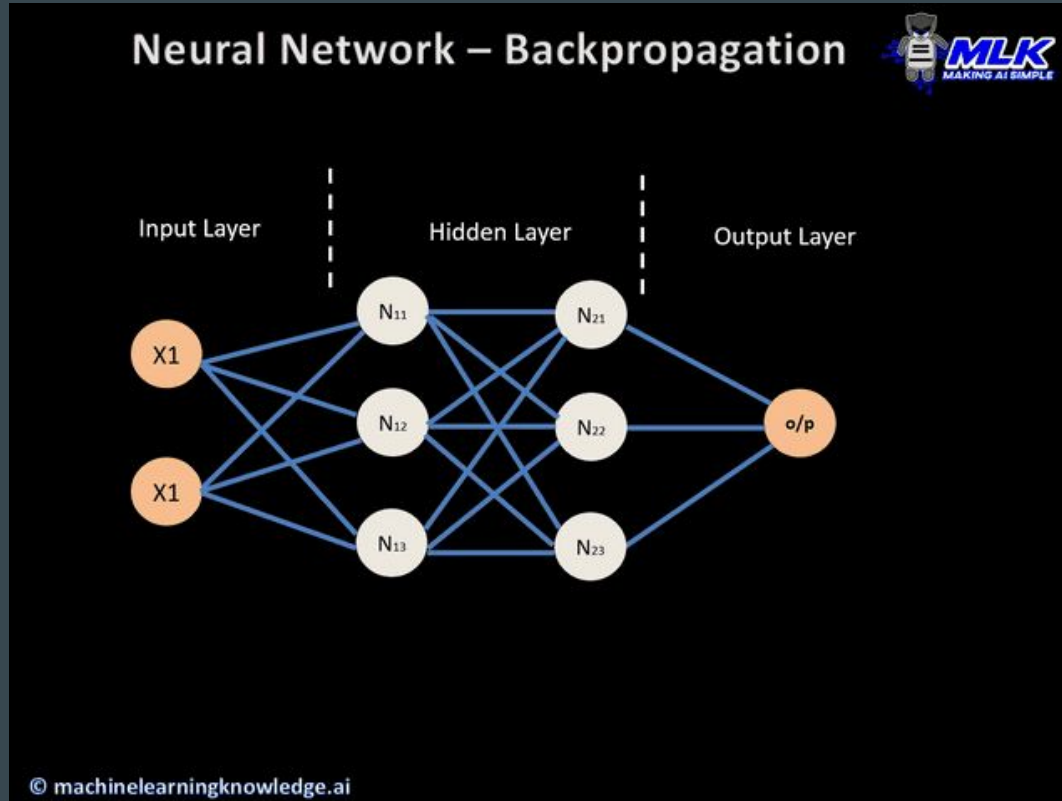 Neural Network – Backpropagation
MLK
MAKING AI SIMPLE
Input Layer
Hidden Layer
Output Layer
N11
N21
X1
N12
N22
o/p
X1
N13
N23
© machinelearningknowledge.ai